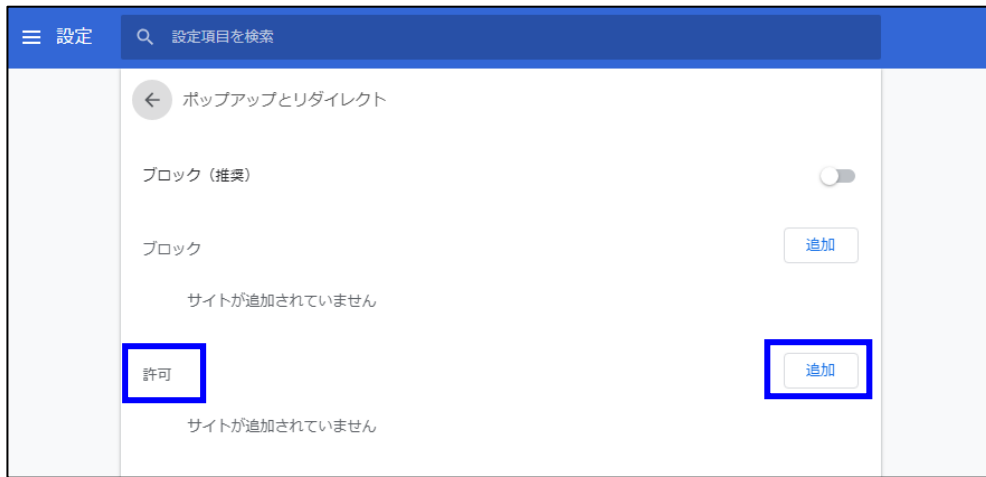 設定
設定項目を検索
ポップアップとリダイレクト
ブロック（推奨）
ブロック
追加
サイトが追加されていません
許可
追加
サイトが追加されていません